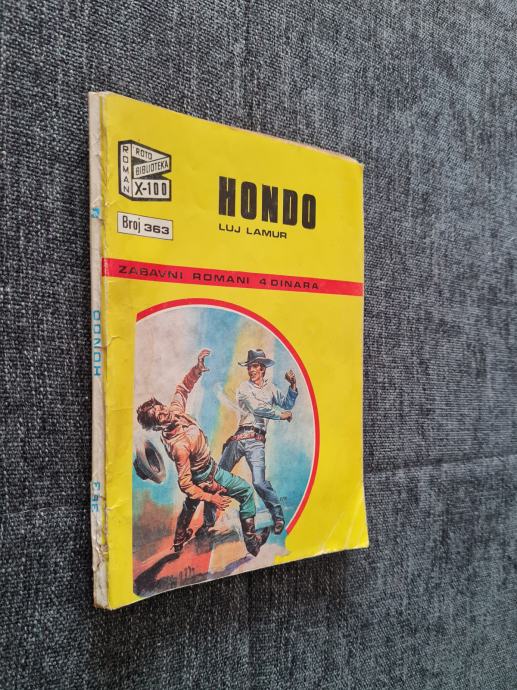 ROMAN
ROTO
BIBLIOTEKA
X-100
Broj 363
HONDO
LUJ LAMUR
ZABAVNI ROMANI 4 DINARA
HONDO